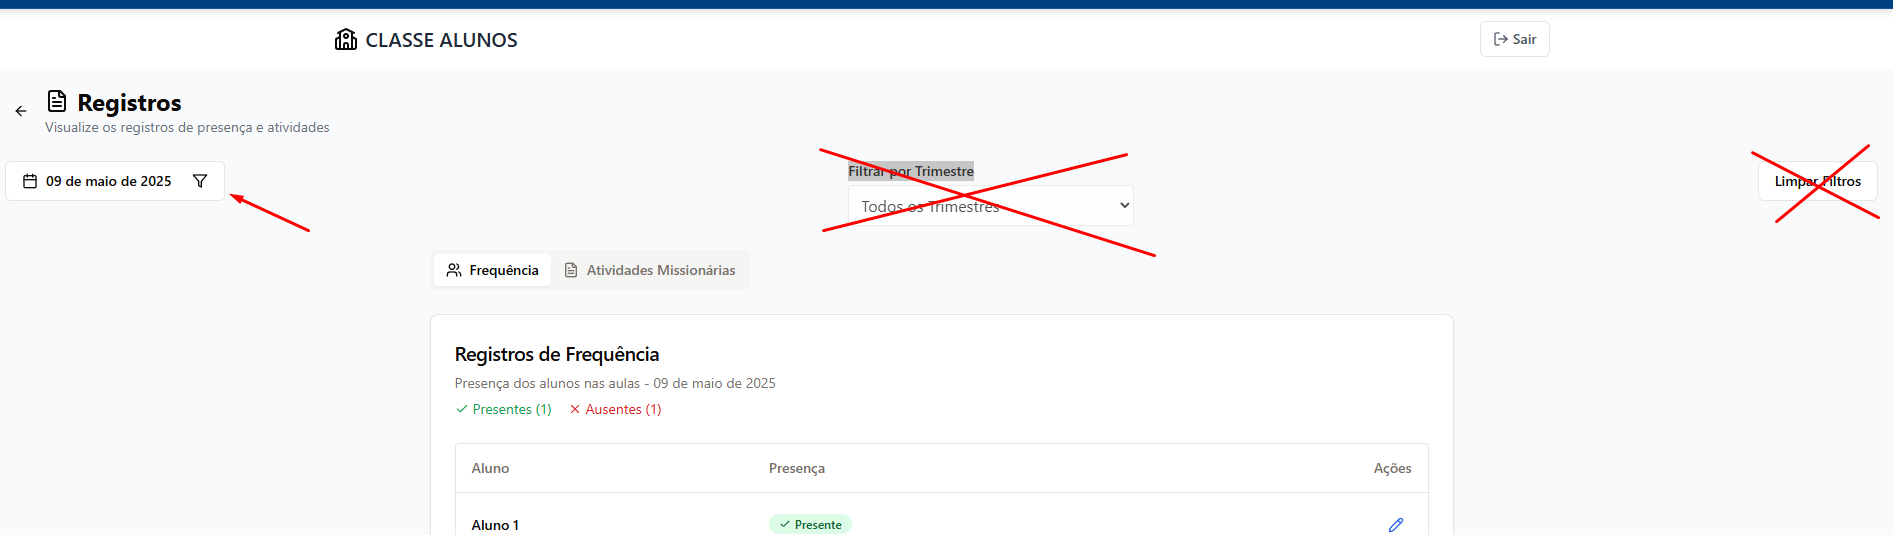 CLASSE ALUNOS
Sair
Registros
Visualize os registros de presença e atividades
09 de maio de 2025
Filtrar por Trimestre
Todos os Trimestres
Limpar Filtros
Frequência
Atividades Missionárias
Registros de Frequência
Presença dos alunos nas aulas - 09 de maio de 2025
Presentes (1) Ausentes (1)
Aluno Presença Ações
Aluno 1 Presente